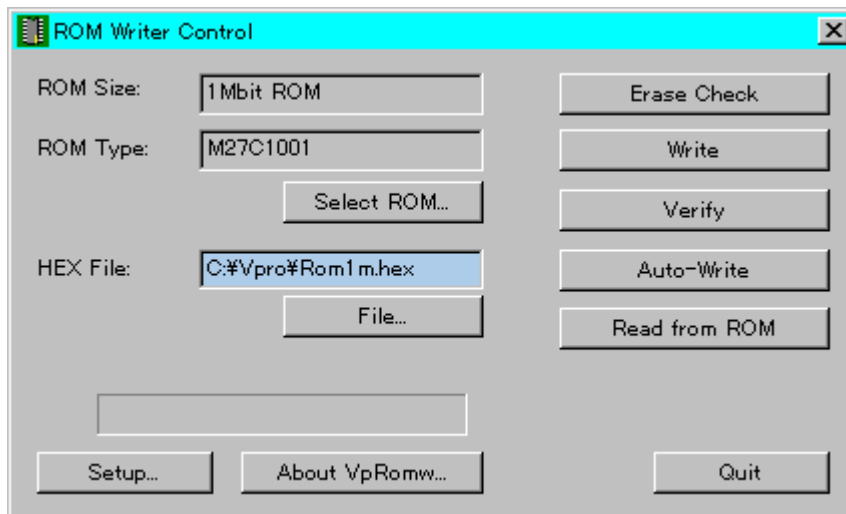 ROM Writer Control
ROM Size:
1Mbit ROM
Erase Check
ROM Type:
M27C1001
Write
Select ROM...
Verify
HEX File:
C:¥Vpro¥Rom1m.hex
Auto-Write
File...
Read from ROM
Setup...
About VpRomw...
Quit